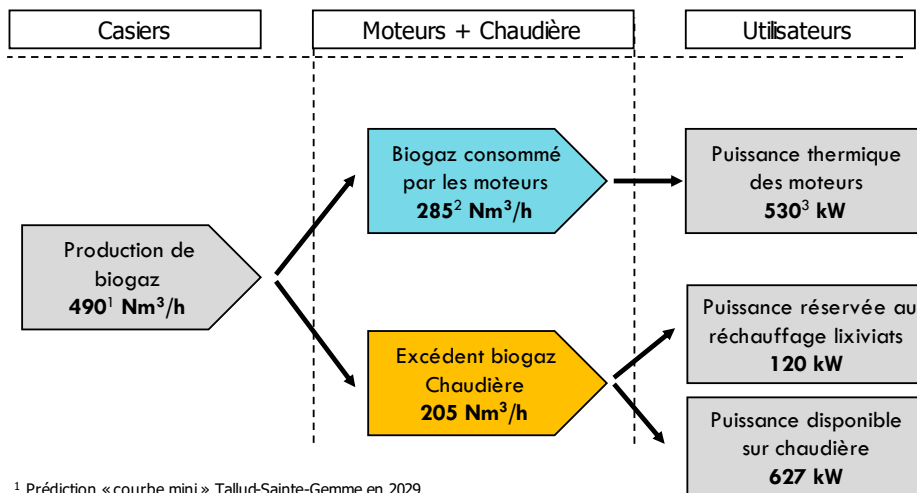 Casiers
Moteurs + Chaudière
Utilisateurs
Biogaz consommé
par les moteurs
285² Nm³/h
Puissance thermique
des moteurs
530³ kW
Production de
biogaz
490¹ Nm³/h
Excédent biogaz
Chaudière
205 Nm³/h
Puissance réservée au
réchauffage lixiviats
120 kW
Puissance disponible
sur chaudière
627 kW
¹ Prédiction « courbe mini » Tallud-Sainte-Gemme en 2029